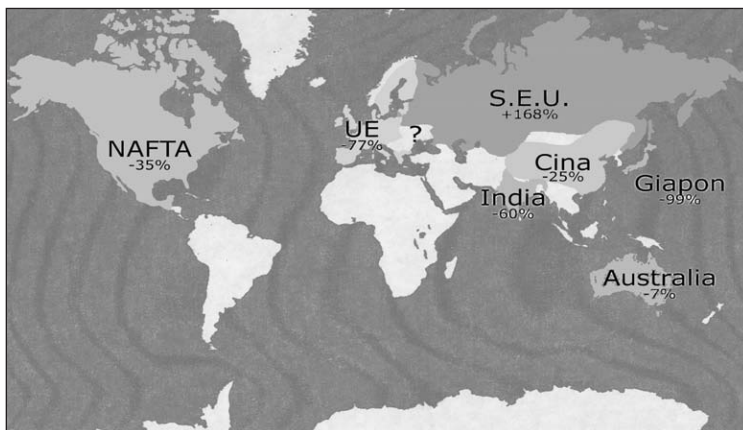 S.E.U.
+168%
UE
-77%
?
NAFTA
-35%
Cina
-25%
Giapon
-99%
India
-60%
Australia
-7%